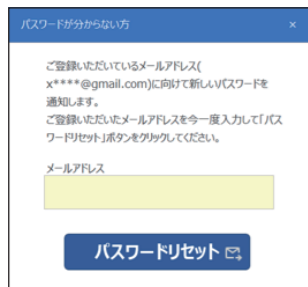 パスワードが分からない方 ×
ご登録いただいているメールアドレス(
x****@gmail.com)に向けて新しいパスワードを
通知します。
ご登録いただいたメールアドレスを今一度入力して「パス
ワードリセット」ボタンをクリックしてください。
メールアドレス
パスワードリセット